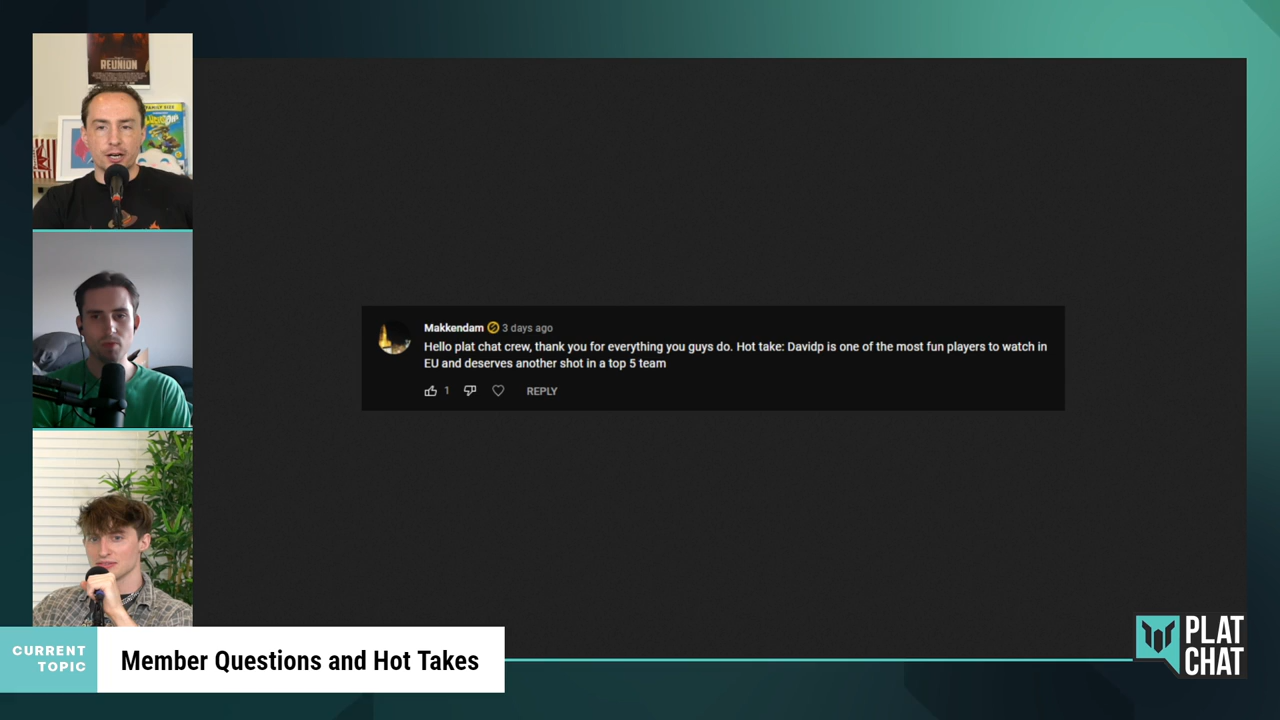 REUNION
FAMILY SIZE
Makkendam 3 days ago
Hello plat chat crew, thank you for everything you guys do. Hot take: Davidp is one of the most fun players to watch in
EU and deserves another shot in a top 5 team
1 REPLY
CURRENT
TOPIC
Member Questions and Hot Takes
PLAT
CHAT